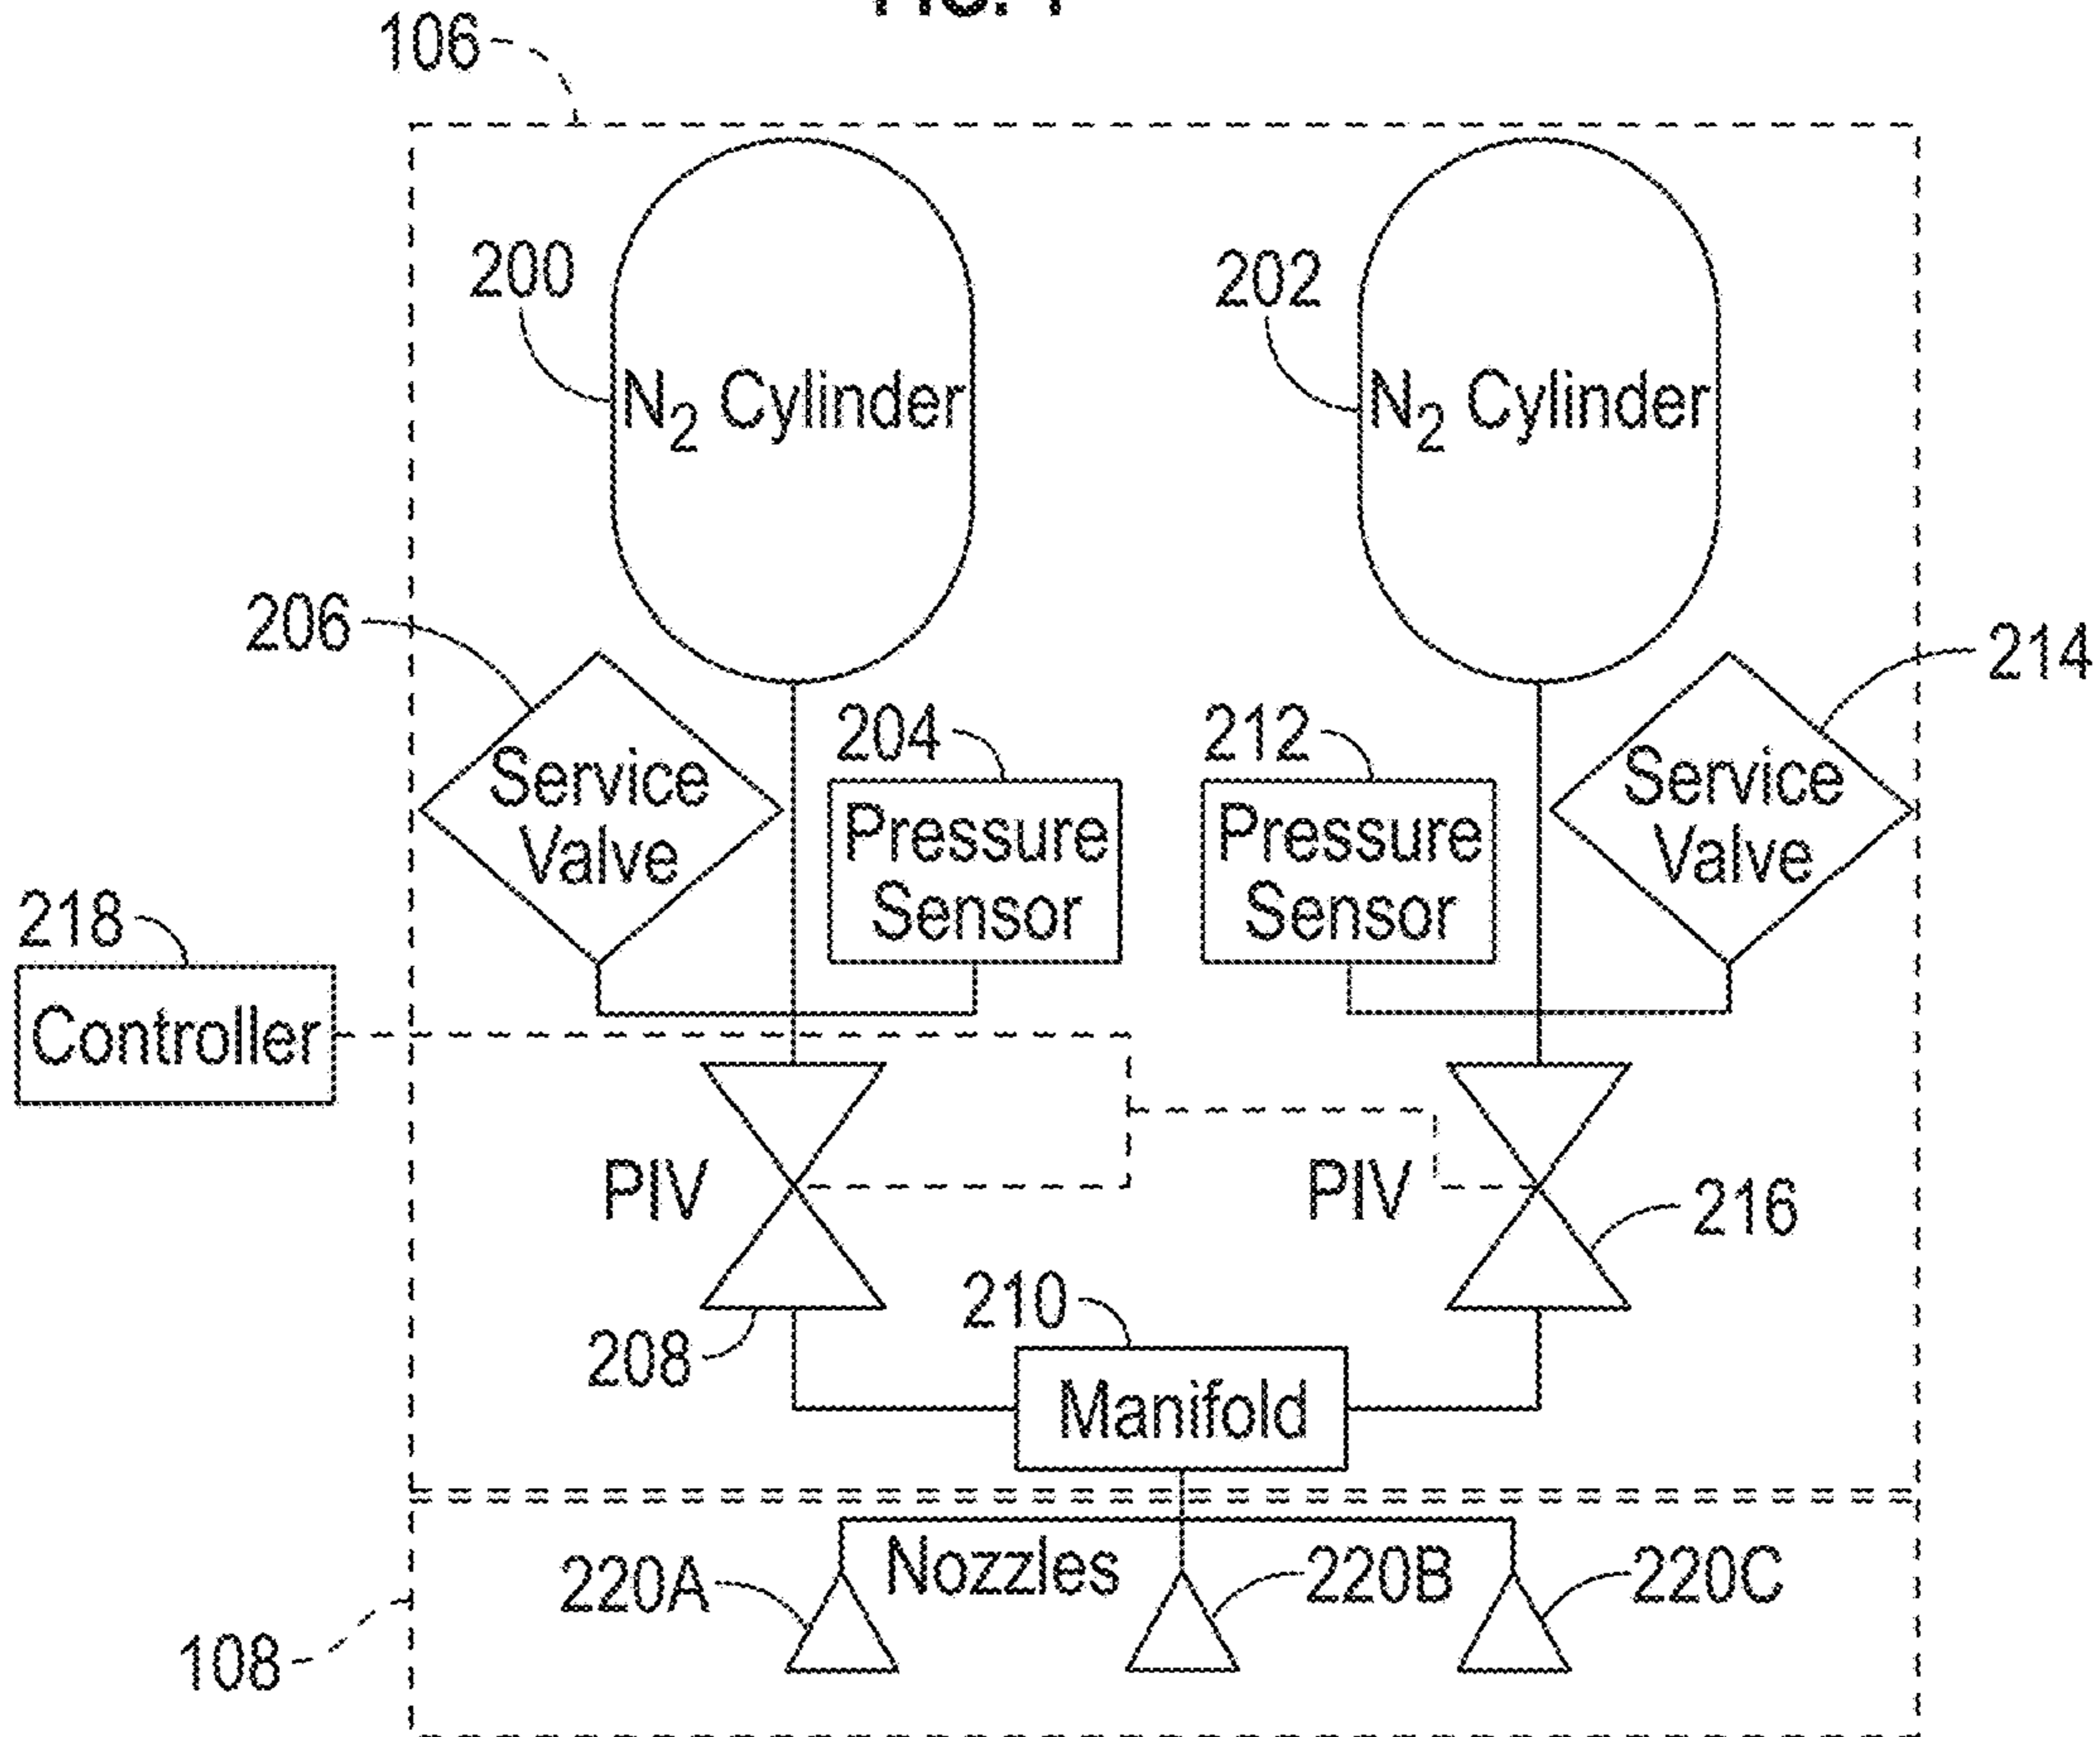 106
200
N2 Cylinder
202
N2 Cylinder
206
Service
Valve
204
Pressure
Sensor
212
Pressure
Sensor
214
Service
Valve
218
Controller
PIV
208
PIV
216
210
Manifold
Nozzles
220A
220B
220C
108